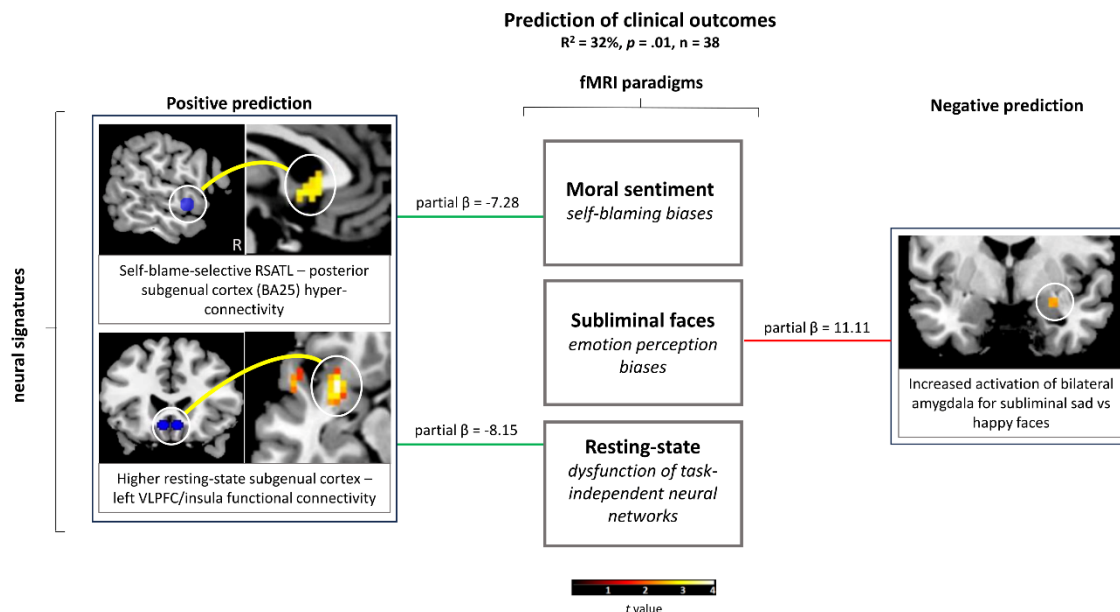 Prediction of clinical outcomes
R² = 32%, p = .01, n = 38
fMRI paradigms
Positive prediction
Negative prediction
neural signatures
R
Self-blame-selective RSATL – posterior
subgenual cortex (BA25) hyper-
connectivity
Higher resting-state subgenual cortex –
left VLPFC/insula functional connectivity
partial β = -7.28
partial β = -8.15
Moral sentiment
self-blaming biases
Subliminal faces
emotion perception
biases
Resting-state
dysfunction of task-
independent neural
networks
partial β = 11.11
Increased activation of bilateral
amygdala for subliminal sad vs
happy faces
1 2 3 4
t value